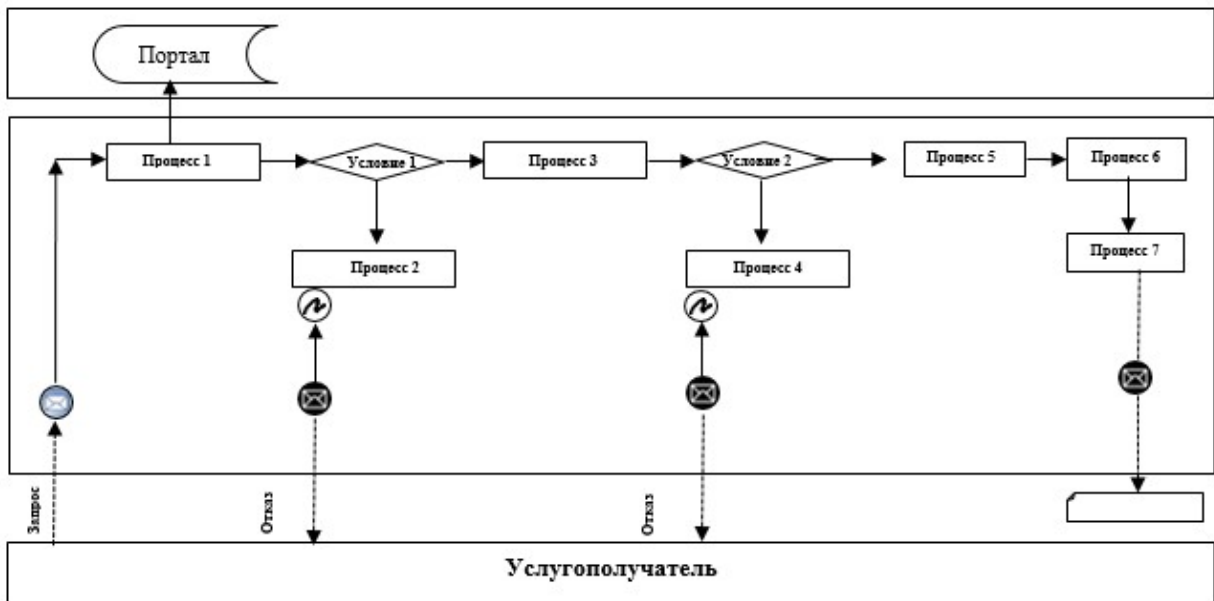 Портал
Процесс 1
Условие 1
Процесс 3
Условие 2
Процесс 5
Процесс 6
Процесс 2
Процесс 4
Процесс 7
Запрос
Отказ
Отказ
Услугополучатель